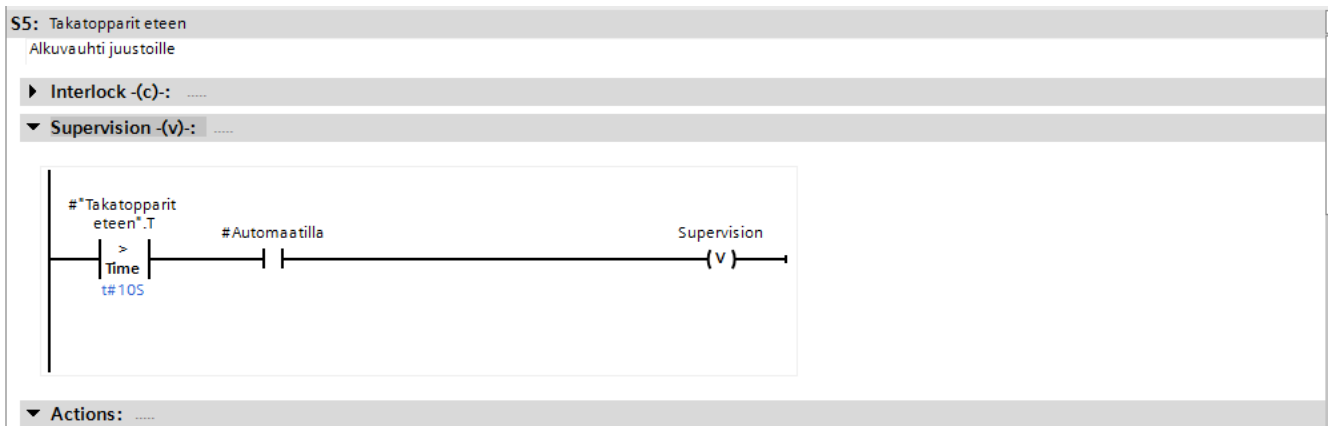 S5: Takatopparit eteen
Alkuvauhti juustoille
Interlock -(c)-: .....
Supervision -(v)-: .....
#"Takatopparit
eteen".T
#Automaatilla
Supervision
>
Time
( V )
t#10S
Actions: .....